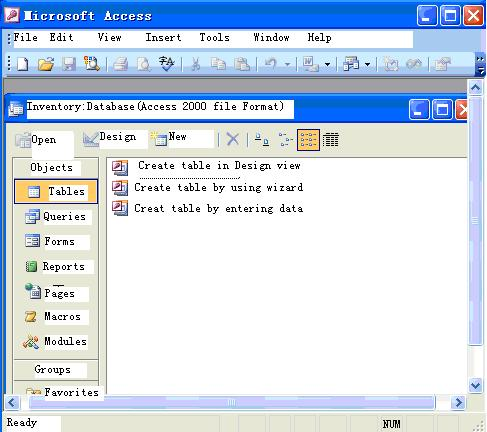 Microsoft Access
File Edit View Insert Tools Window Help
Inventory:Database(Access 2000 file Format)
Open Design New
Objects
Tables
Queries
Forms
Reports
Pages
Macros
Modules
Groups
Favorites
Create table in Design view
Create table by using wizard
Creat table by entering data
Ready NUM